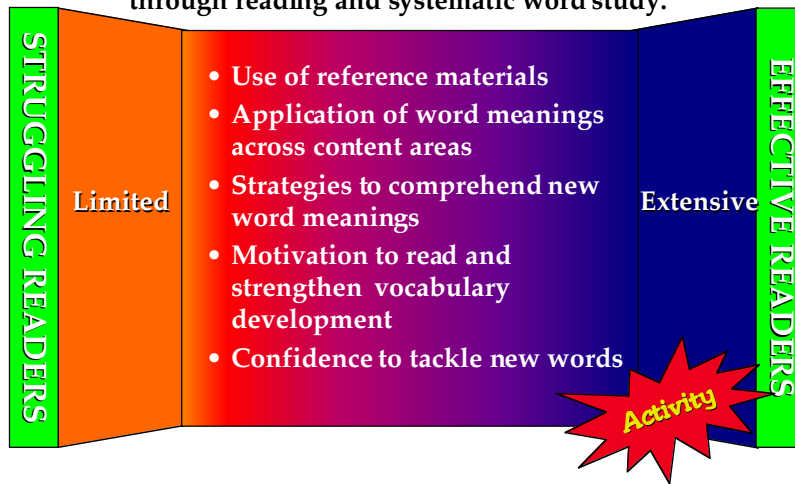 through reading and systematic word study.
STRUGGLING READERS
Limited
• Use of reference materials
• Application of word meanings
across content areas
• Strategies to comprehend new
word meanings
• Motivation to read and
strengthen vocabulary
development
• Confidence to tackle new words
Extensive
EFFECTIVE READERS
Activity